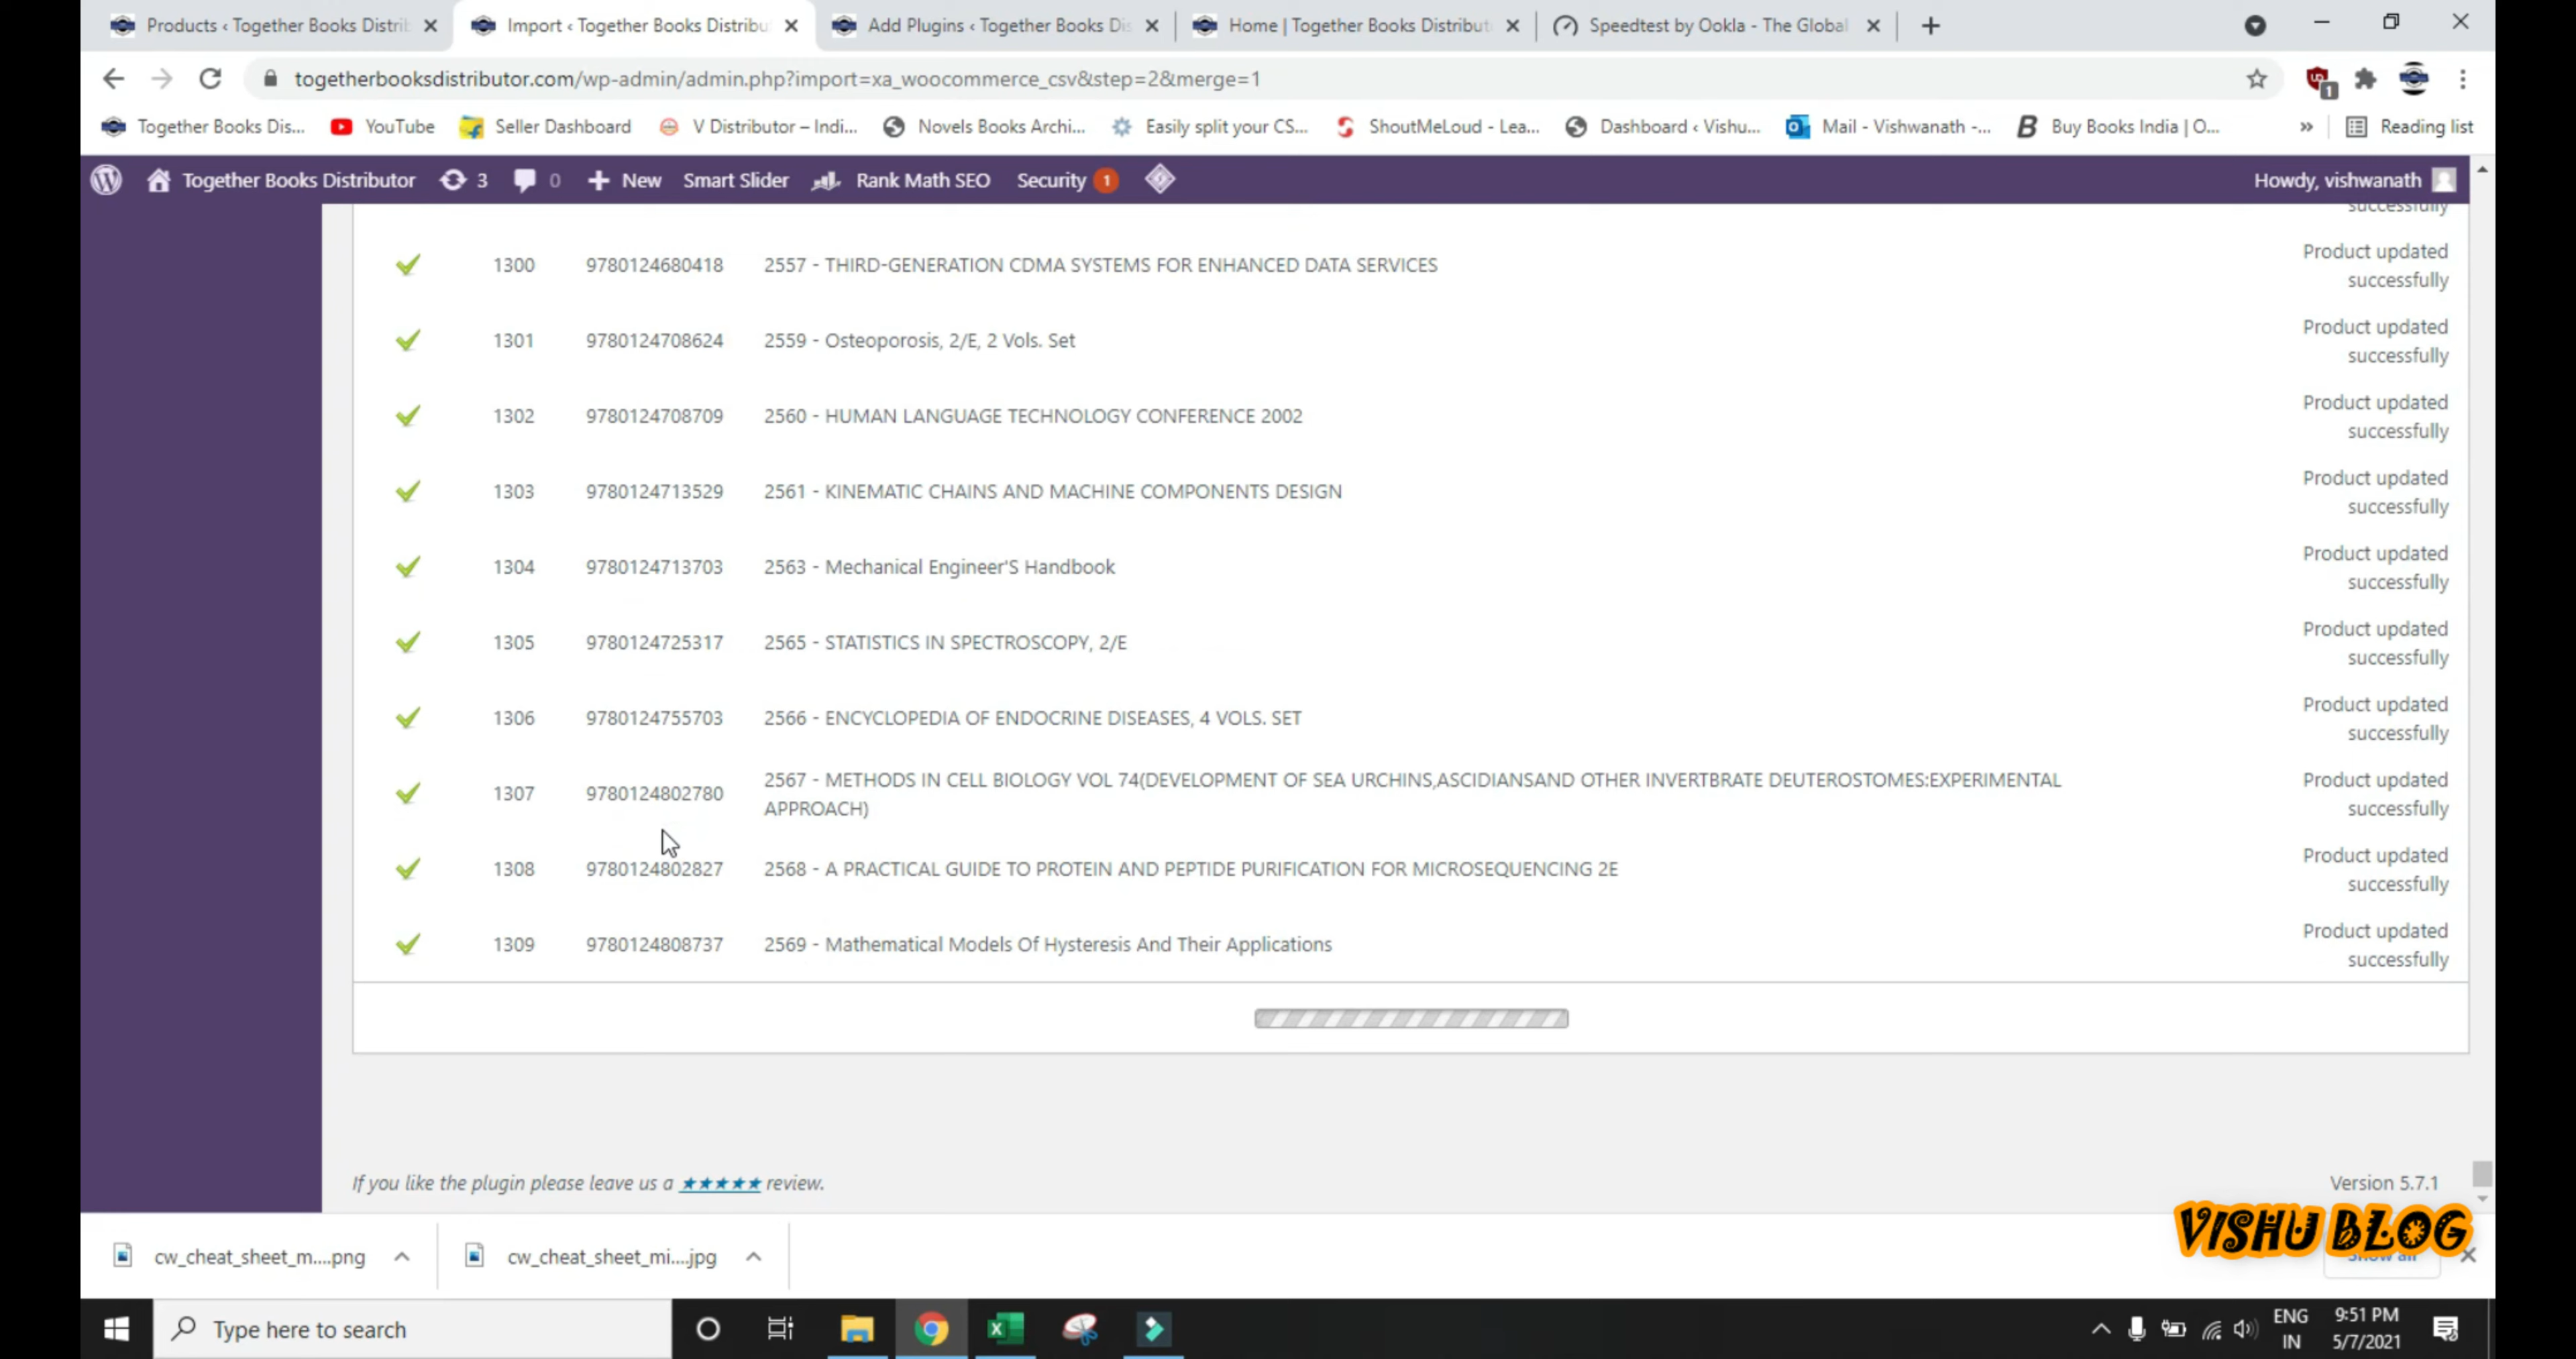 Products ‹ Together Books Distrib
Import ‹ Together Books Distribu
Add Plugins ‹ Together Books Dis
Home | Together Books Distribut
Speedtest by Ookla - The Global
togetherbooksdistributor.com/wp-admin/admin.php?import=xa_woocommerce_csv&step=2&merge=1
1
Together Books Dis...
YouTube
Seller Dashboard
V Distributor – Indi...
Novels Books Archi...
Easily split your CS...
ShoutMeLoud - Lea...
Dashboard ‹ Vishu...
Mail - Vishwanath -...
Buy Books India | O...
»
Reading list
Together Books Distributor
3
0
New
Smart Slider
Rank Math SEO
Security 1
Howdy, vishwanath
successfully
1300 9780124680418 2557 - THIRD-GENERATION CDMA SYSTEMS FOR ENHANCED DATA SERVICES Product updated
successfully
1301 9780124708624 2559 - Osteoporosis, 2/E, 2 Vols. Set Product updated
successfully
1302 9780124708709 2560 - HUMAN LANGUAGE TECHNOLOGY CONFERENCE 2002 Product updated
successfully
1303 9780124713529 2561 - KINEMATIC CHAINS AND MACHINE COMPONENTS DESIGN Product updated
successfully
1304 9780124713703 2563 - Mechanical Engineer'S Handbook Product updated
successfully
1305 9780124725317 2565 - STATISTICS IN SPECTROSCOPY, 2/E Product updated
successfully
1306 9780124755703 2566 - ENCYCLOPEDIA OF ENDOCRINE DISEASES, 4 VOLS. SET Product updated
successfully
1307 9780124802780 2567 - METHODS IN CELL BIOLOGY VOL 74(DEVELOPMENT OF SEA URCHINS,ASCIDIANSAND OTHER INVERTBRATE DEUTEROSTOMES:EXPERIMENTAL Product updated
APPROACH) successfully
1308 9780124802827 2568 - A PRACTICAL GUIDE TO PROTEIN AND PEPTIDE PURIFICATION FOR MICROSEQUENCING 2E Product updated
successfully
1309 9780124808737 2569 - Mathematical Models Of Hysteresis And Their Applications Product updated
successfully
If you like the plugin please leave us a ★★★★★ review.
Version 5.7.1
VISHU BLOG
cw_cheat_sheet_m....png
cw_cheat_sheet_mi....jpg
Show all
Type here to search
ENG
IN
9:51 PM
5/7/2021